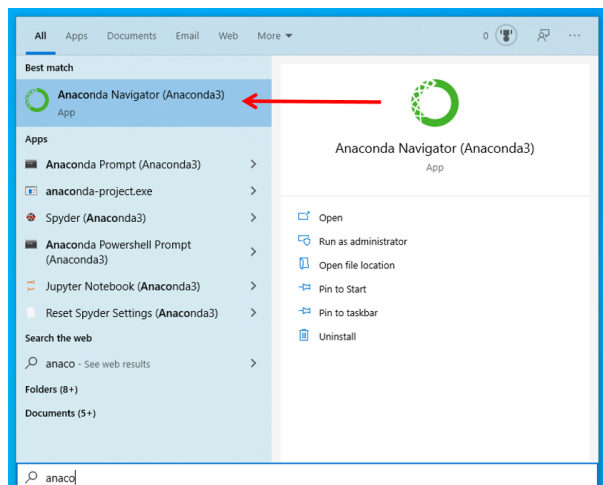 All Apps Documents Email Web More 0 ...
Best match
Anaconda Navigator (Anaconda3)
App
Apps
Anaconda Prompt (Anaconda3)
anaconda-project.exe
Spyder (Anaconda3)
Anaconda Powershell Prompt
(Anaconda3)
Jupyter Notebook (Anaconda3)
Reset Spyder Settings (Anaconda3)
Search the web
anaco - See web results
Folders (8+)
Documents (5+)
Anaconda Navigator (Anaconda3)
App
Open
Run as administrator
Open file location
Pin to Start
Pin to taskbar
Uninstall
anaco